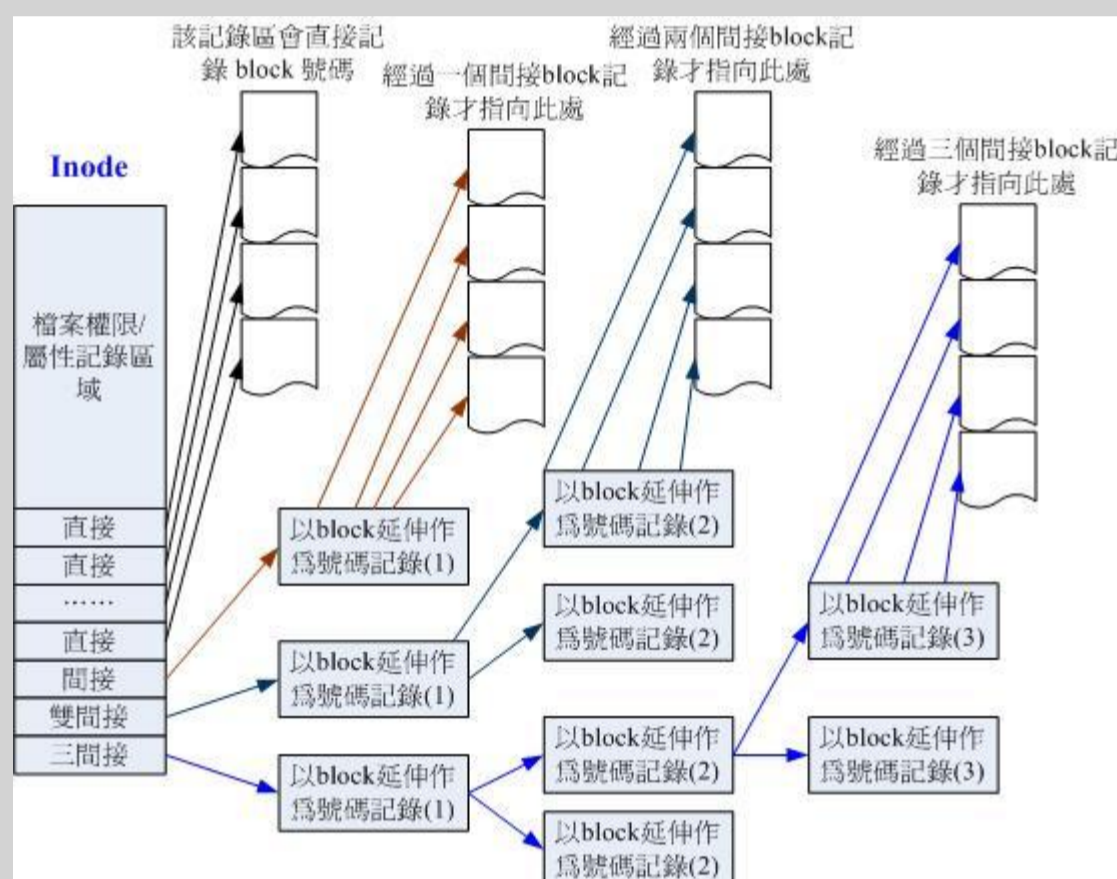 該記錄區會直接記
錄 block 號碼
經過一個間接block記
錄才指向此處
經過兩個間接block記
錄才指向此處
經過三個間接block記
錄才指向此處
Inode
檔案權限/
屬性記錄區
域
直接
直接
……
直接
間接
雙間接
三間接
以block延伸作
為號碼記錄(1)
以block延伸作
為號碼記錄(1)
以block延伸作
為號碼記錄(1)
以block延伸作
為號碼記錄(2)
以block延伸作
為號碼記錄(2)
以block延伸作
為號碼記錄(2)
以block延伸作
為號碼記錄(2)
以block延伸作
為號碼記錄(3)
以block延伸作
為號碼記錄(3)